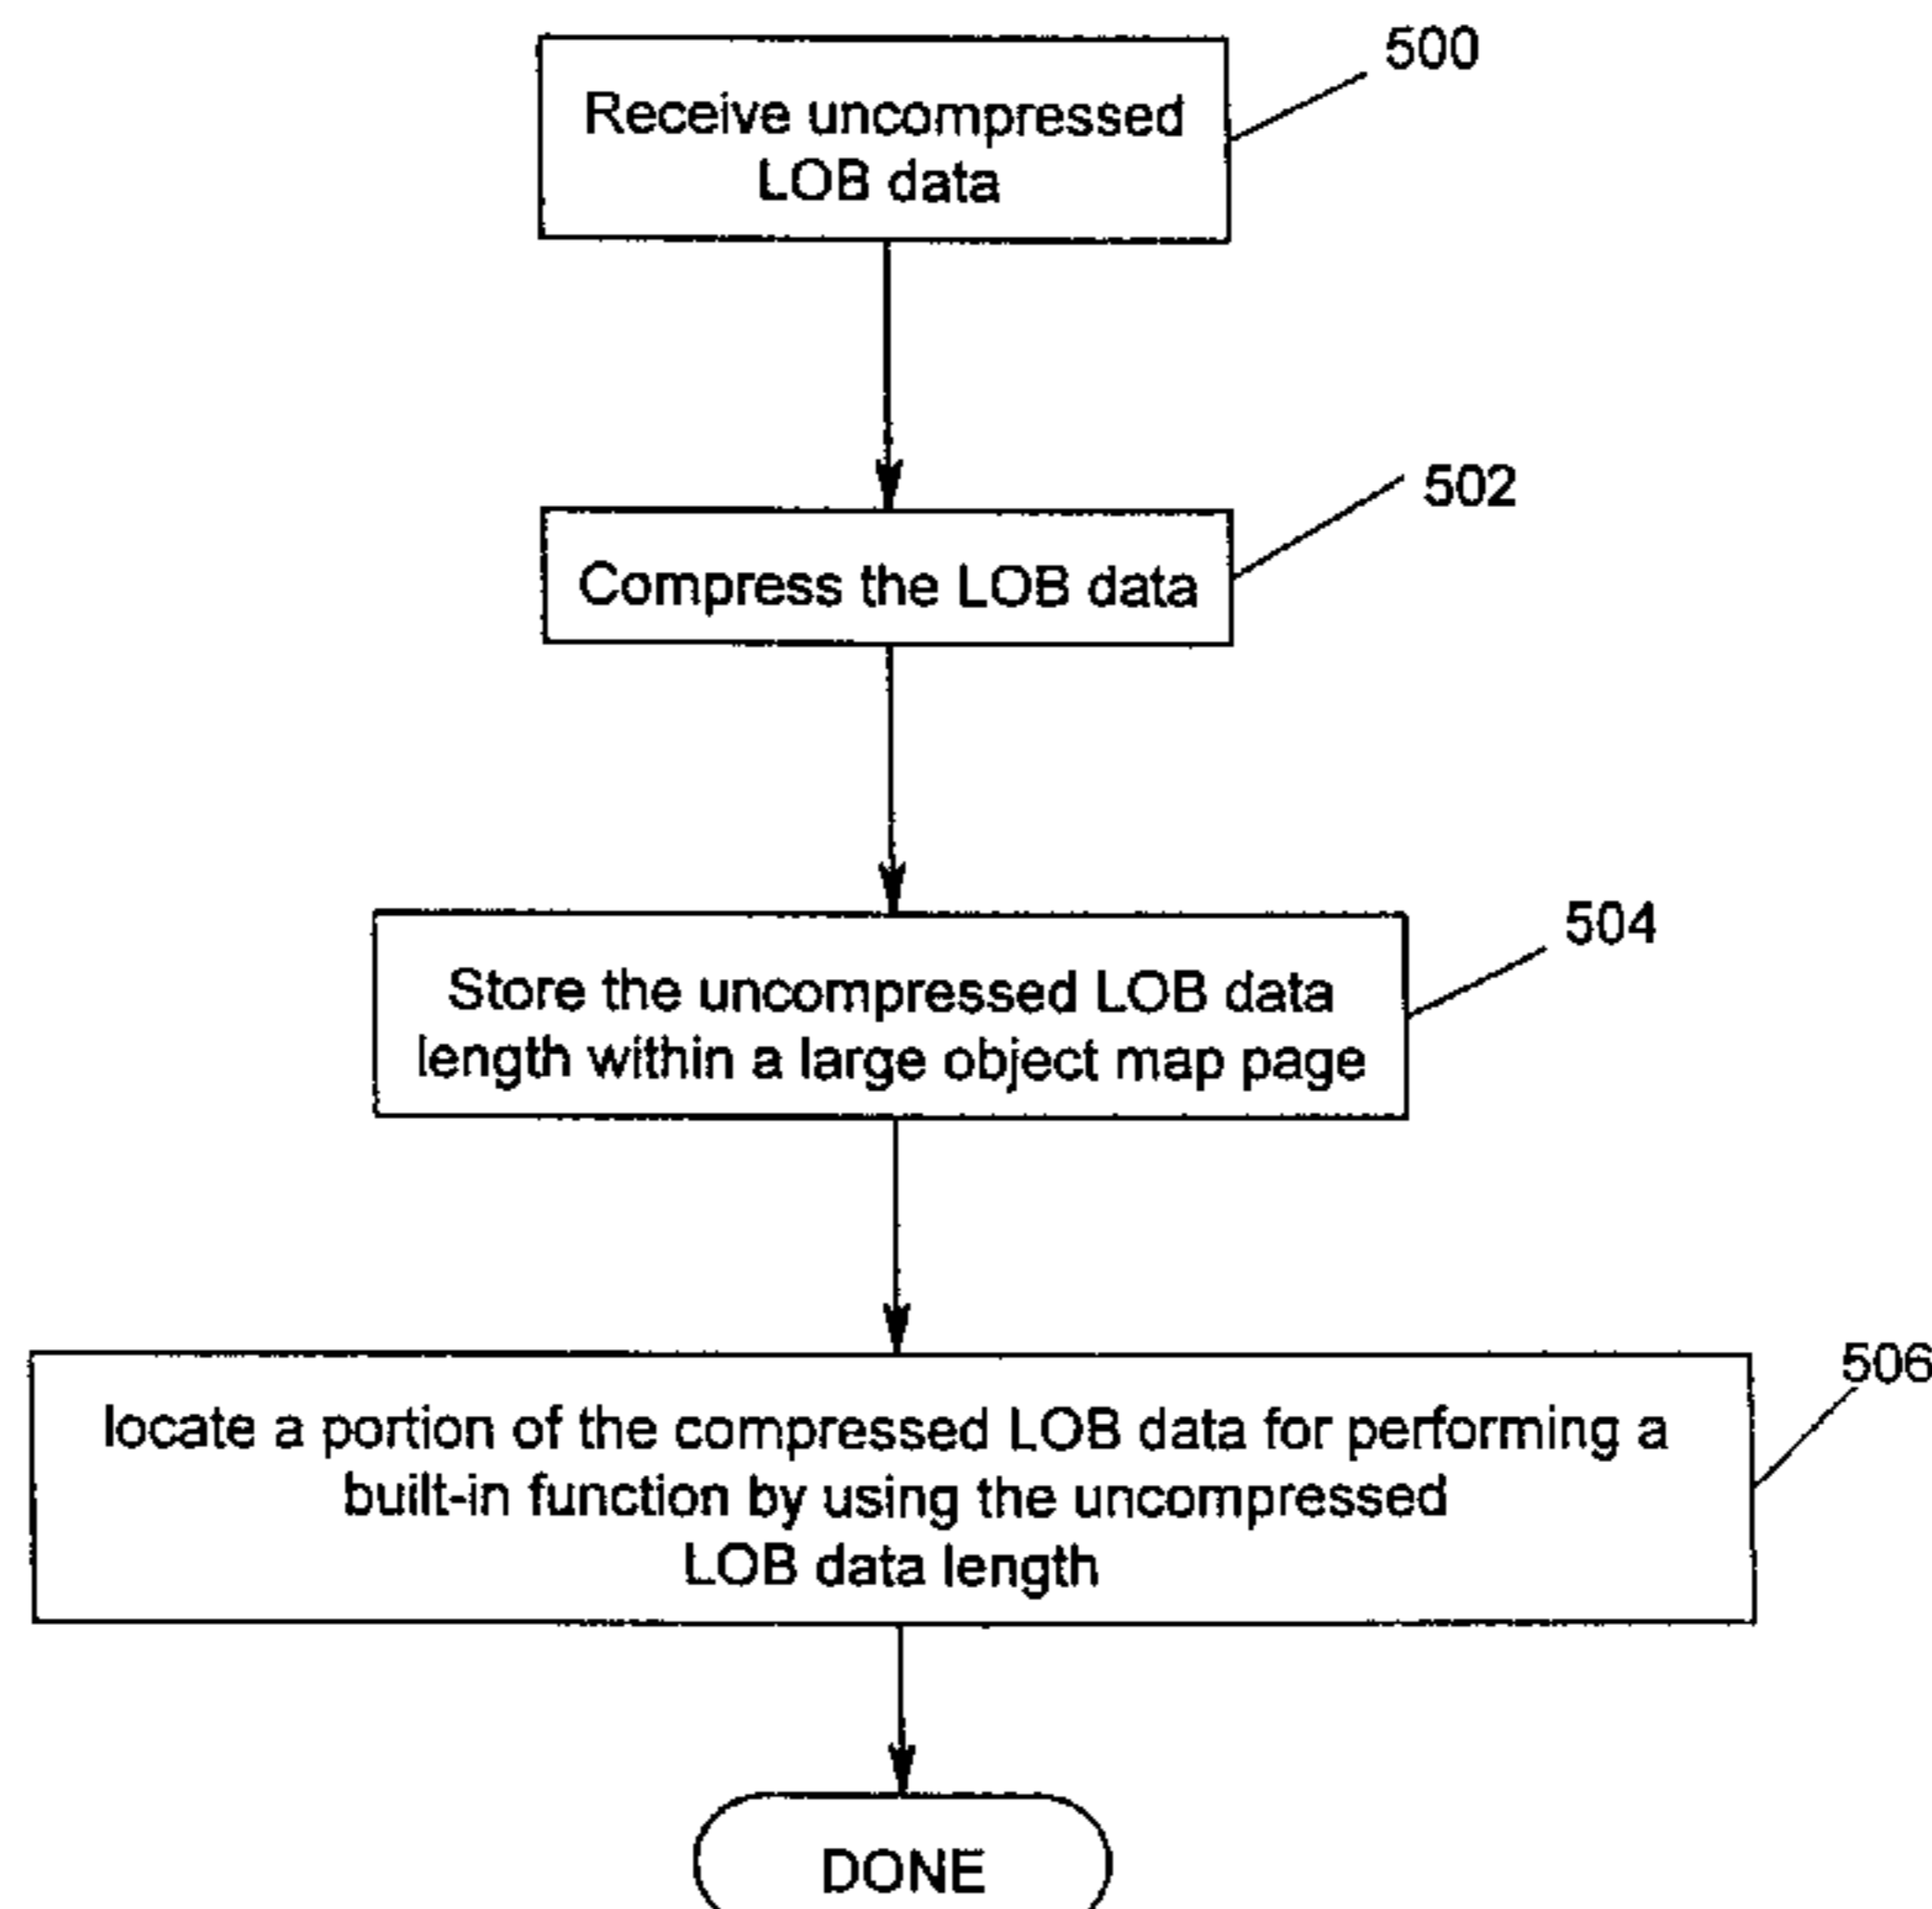 500
Receive uncompressed
LOB data
502
Compress the LOB data
504
Store the uncompressed LOB data
length within a large object map page
506
locate a portion of the compressed LOB data for performing a
built-in function by using the uncompressed
LOB data length
DONE